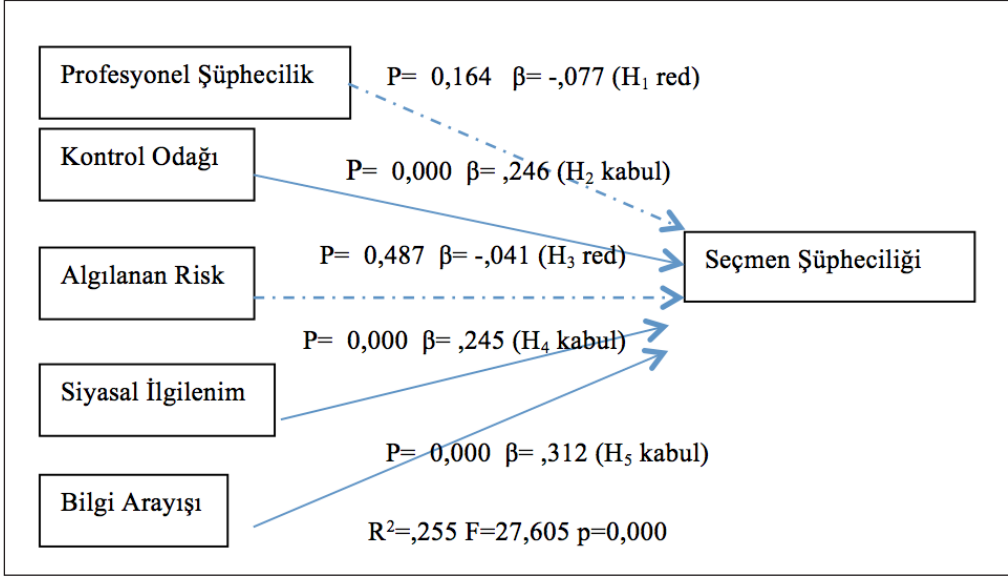 Profesyonel Şüphecilik
P= 0,164 β= -,077 (H₁ red)
Kontrol Odağı
P= 0,000 β= ,246 (H₂ kabul)
Algılanan Risk
P= 0,487 β= -,041 (H₃ red)
Seçmen Şüpheciliği
P= 0,000 β= ,245 (H₄ kabul)
Siyasal İlgilenim
P= 0,000 β= ,312 (H₅ kabul)
Bilgi Arayışı
R²=,255 F=27,605 p=0,000